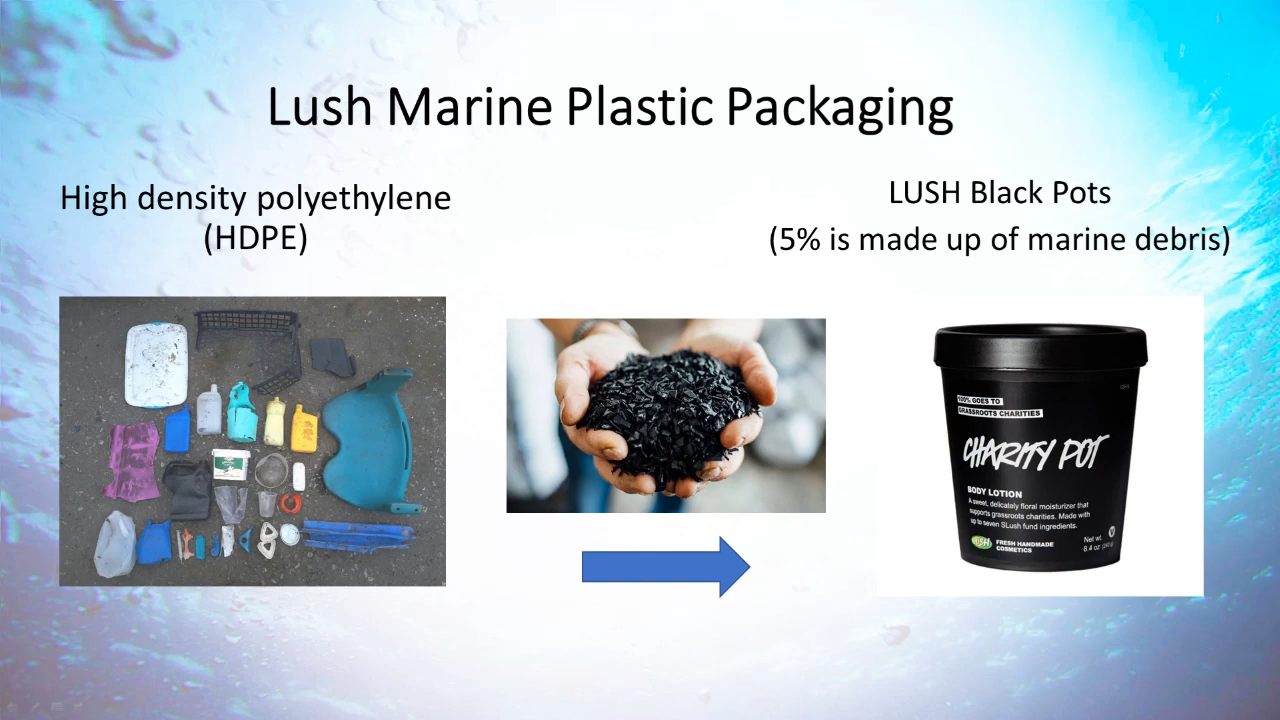 Lush Marine Plastic Packaging
High density polyethylene
(HDPE)
LUSH Black Pots
(5% is made up of marine debris)
100% GOES TO
GRASSROOTS CHARITIES
CHARITY POT
BODY LOTION
A sweet, delicately floral moisturizer that
supports grassroots charities. Made with
up to seven SLush fund ingredients.
LUSH
FRESH HANDMADE
COSMETICS
Net wt.
8.4 oz (240 g)